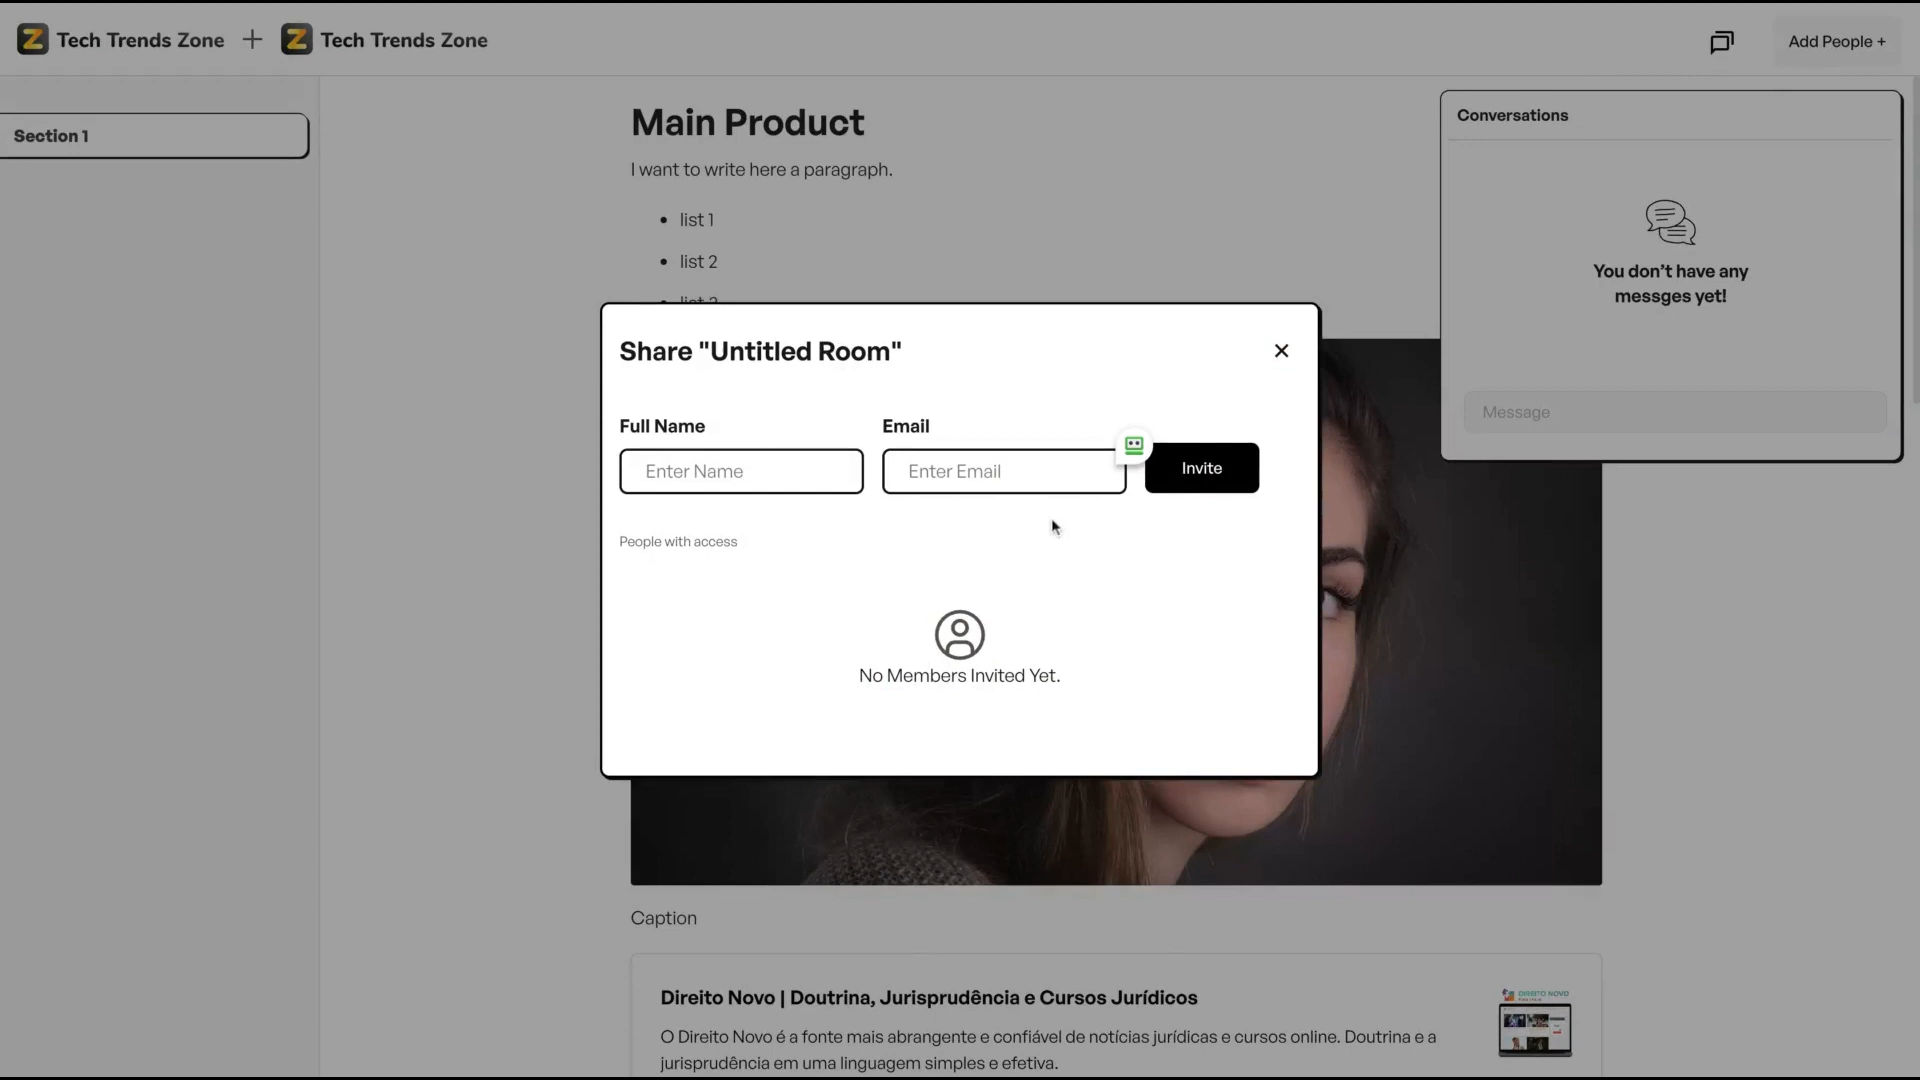 Tech Trends Zone + Tech Trends Zone
Add People +
Section 1
Main Product
I want to write here a paragraph.
list 1
list 2
Conversations
You don't have any
messges yet!
Message
Share "Untitled Room"
Full Name
Email
Enter Name
Enter Email
Invite
People with access
No Members Invited Yet.
Caption
Direito Novo | Doutrina, Jurisprudência e Cursos Jurídicos
O Direito Novo é a fonte mais abrangente e confiável de notícias jurídicas e cursos online. Doutrina e a
jurisprudência em uma linguagem simples e efetiva.
DIREITO NOVO